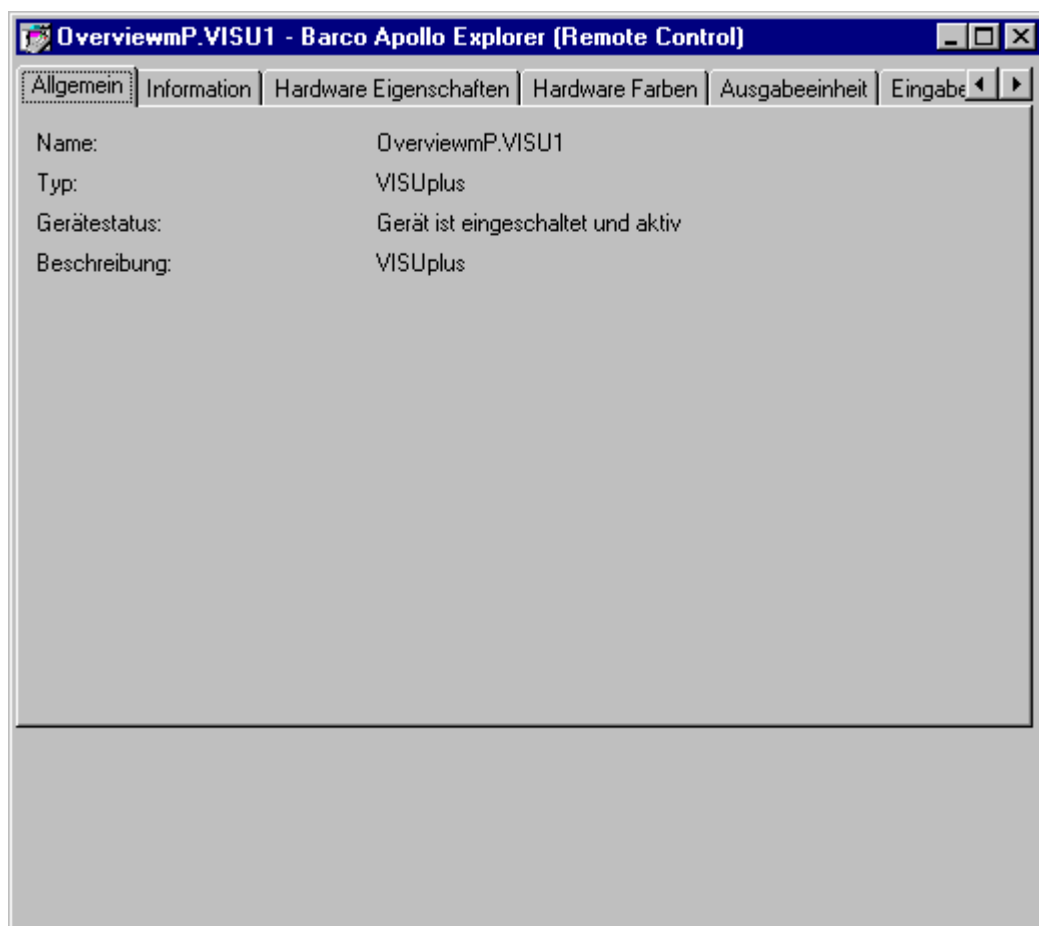 OverviewmP.VISU1 - Barco Apollo Explorer (Remote Control)
Allgemein Information Hardware Eigenschaften Hardware Farben Ausgabeeinheit Eingabe
Name: OverviewmP.VISU1
Typ: VISUplus
Gerätestatus: Gerät ist eingeschaltet und aktiv
Beschreibung: VISUplus